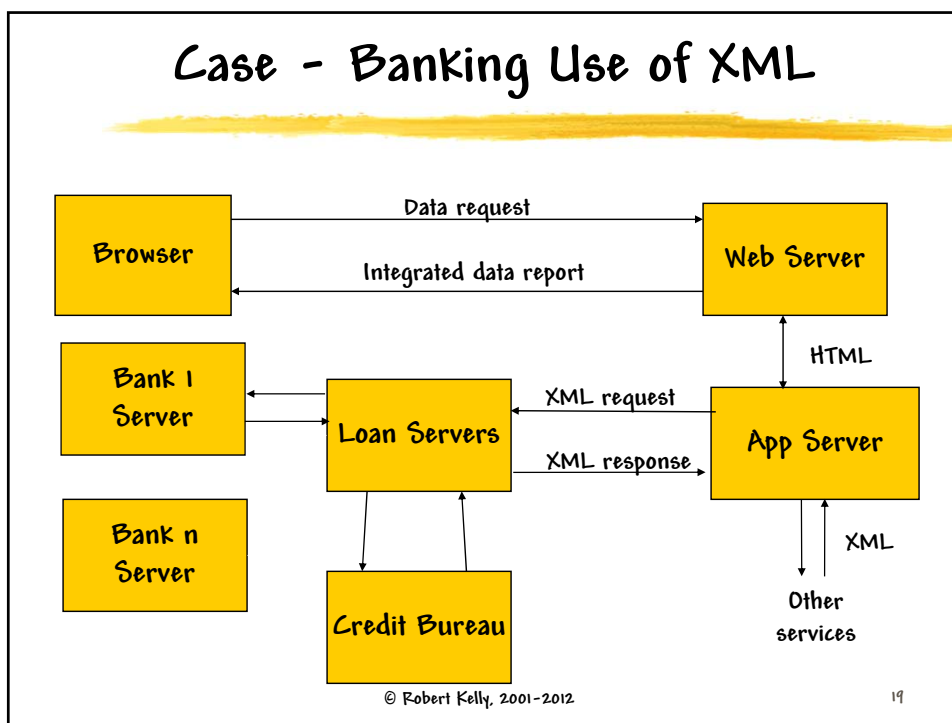 Case - Banking Use of XML
Data request
Browser
Web Server
Integrated data report
HTML
Bank 1
Server
XML request
Loan Servers
App Server
XML response
Bank n
Server
XML
Other
services
Credit Bureau
© Robert Kelly, 2001-2012
19